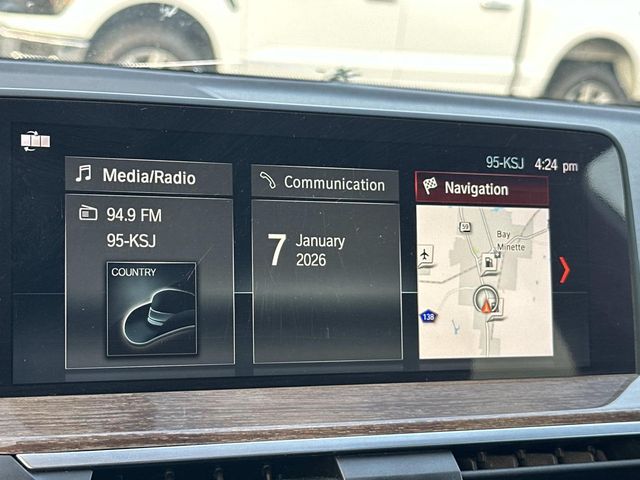 95-KSJ 4:24 pm
Media/Radio
94.9 FM
95-KSJ
COUNTRY
Communication
7
January
2026
Navigation
59
Bay
Minette
138